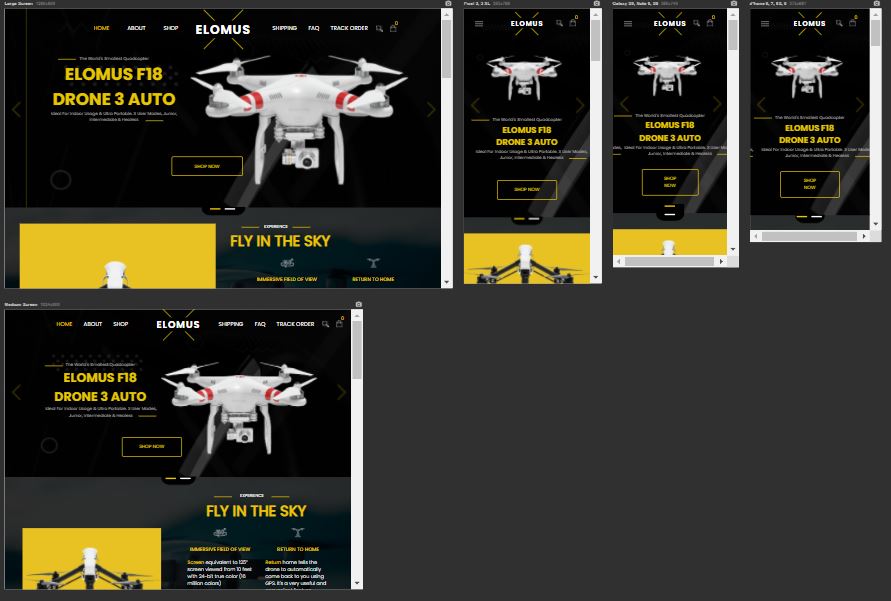 Large Screen 1280x800
HOME ABOUT SHOP ELOMUS SHIPPING FAQ TRACK ORDER 0
The World's Smallest Quadcopter
ELOMUS F18
DRONE 3 AUTO
Ideal For Indoor Usage & Ultra Portable. 3 User Modes, Junior,
Intermediate & Headless
SHOP NOW
EXPERIENCE
FLY IN THE SKY
IMMERSIVE FIELD OF VIEW RETURN TO HOME
Pixel 2, 2 XL
ELOMUS 0
The World's Smallest Quadcopter
ELOMUS F18
DRONE 3 AUTO
Ideal For Indoor Usage & Ultra Portable. 3 User Modes,
Junior, Intermediate & Headless
SHOP NOW
Galaxy S9, Note 8, S8
ELOMUS 0
The World's Smallest Quadcopter
ELOMUS F18
DRONE 3 AUTO
Ideal For Indoor Usage & Ultra Portable. 3 User Modes,
Junior, Intermediate & Headless
SHOP
NOW
iPhone 8, 7, 6S, 6 375x667
ELOMUS 0
The World's Smallest Quadcopter
ELOMUS F18
DRONE 3 AUTO
Ideal For Indoor Usage & Ultra Portable. 3 User Modes,
Junior, Intermediate & Headless
SHOP
NOW
Medium Screen 1024x800
HOME ABOUT SHOP ELOMUS SHIPPING FAQ TRACK ORDER 0
The World's Smallest Quadcopter
ELOMUS F18
DRONE 3 AUTO
Ideal For Indoor Usage & Ultra Portable. 3 User Modes,
Junior, Intermediate & Headless
SHOP NOW
EXPERIENCE
FLY IN THE SKY
IMMERSIVE FIELD OF VIEW RETURN TO HOME
Screen equivalent to 125" Return home tells the
screen viewed from 10 feet drone to automatically
with 24-bit true color (16 come back to you using
million colors) GPS. It's a very useful and